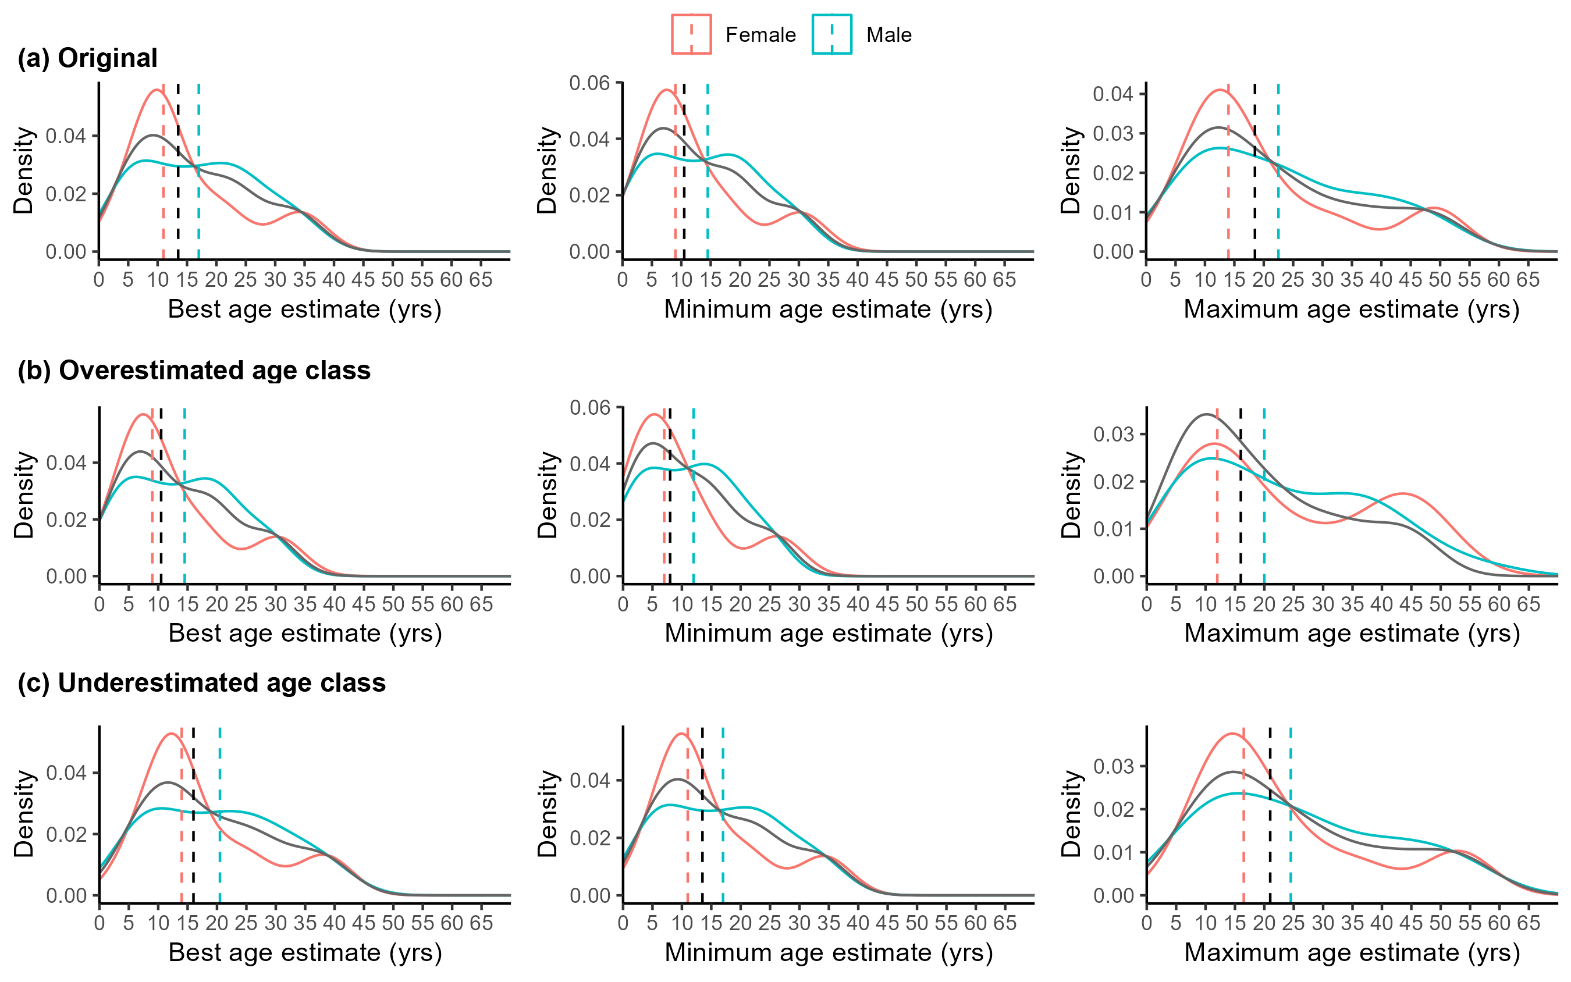 Female Male
(a) Original
0.04
0.02
0.00
Density
0 5 10 15 20 25 30 35 40 45 50 55 60 65
Best age estimate (yrs)
0.06
0.04
0.02
0.00
Density
0 5 10 15 20 25 30 35 40 45 50 55 60 65
Minimum age estimate (yrs)
0.04
0.03
0.02
0.01
0.00
Density
0 5 10 15 20 25 30 35 40 45 50 55 60 65
Maximum age estimate (yrs)
(b) Overestimated age class
0.04
0.02
0.00
Density
0 5 10 15 20 25 30 35 40 45 50 55 60 65
Best age estimate (yrs)
0.06
0.04
0.02
0.00
Density
0 5 10 15 20 25 30 35 40 45 50 55 60 65
Minimum age estimate (yrs)
0.03
0.02
0.01
0.00
Density
0 5 10 15 20 25 30 35 40 45 50 55 60 65
Maximum age estimate (yrs)
(c) Underestimated age class
0.04
0.02
0.00
Density
0 5 10 15 20 25 30 35 40 45 50 55 60 65
Best age estimate (yrs)
0.04
0.02
0.00
Density
0 5 10 15 20 25 30 35 40 45 50 55 60 65
Minimum age estimate (yrs)
0.03
0.02
0.01
0.00
Density
0 5 10 15 20 25 30 35 40 45 50 55 60 65
Maximum age estimate (yrs)